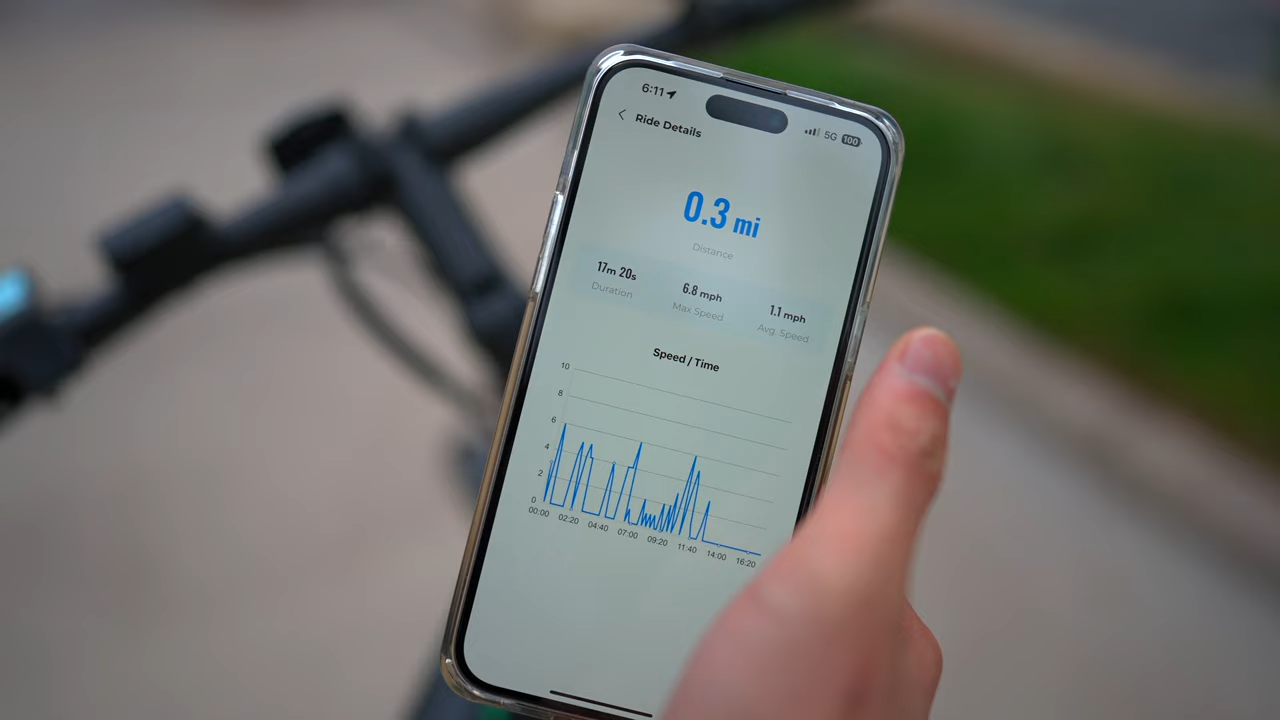 6:11
5G 100
Ride Details
0.3 mi
Distance
17m 20s 6.8 mph 1.1 mph
Duration Max Speed Avg. Speed
Speed / Time
10
8
6
4
2
0
00:00 02:20 04:40 07:00 09:20 11:40 14:00 16:20